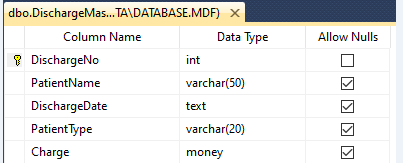 dbo.DischargeMas...TA\DATABASE.MDF)
Column Name Data Type Allow Nulls
DischargeNo int
PatientName varchar(50)
DischargeDate text
PatientType varchar(20)
Charge money